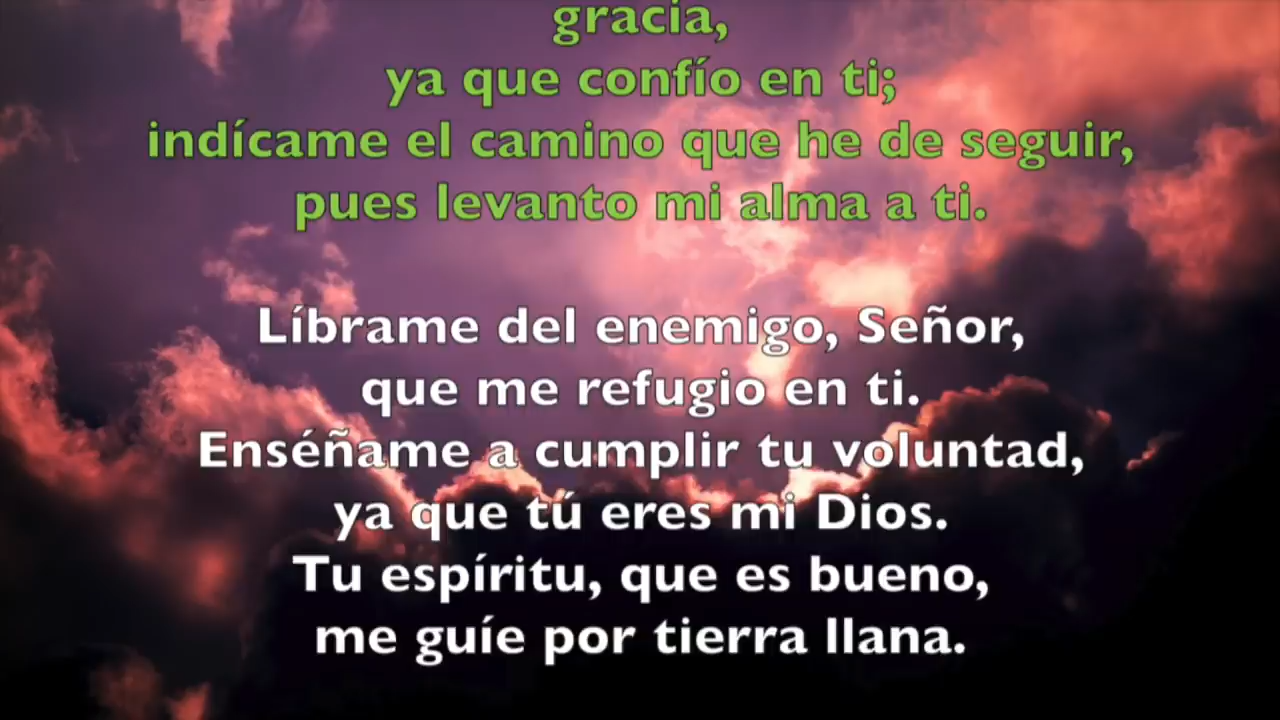 gracia,
ya que confío en ti;
indícame el camino que he de seguir,
pues levanto mi alma a ti.
Líbrame del enemigo, Señor,
que me refugio en ti.
Enséñame a cumplir tu voluntad,
ya que tú eres mi Dios.
Tu espíritu, que es bueno,
me guíe por tierra llana.